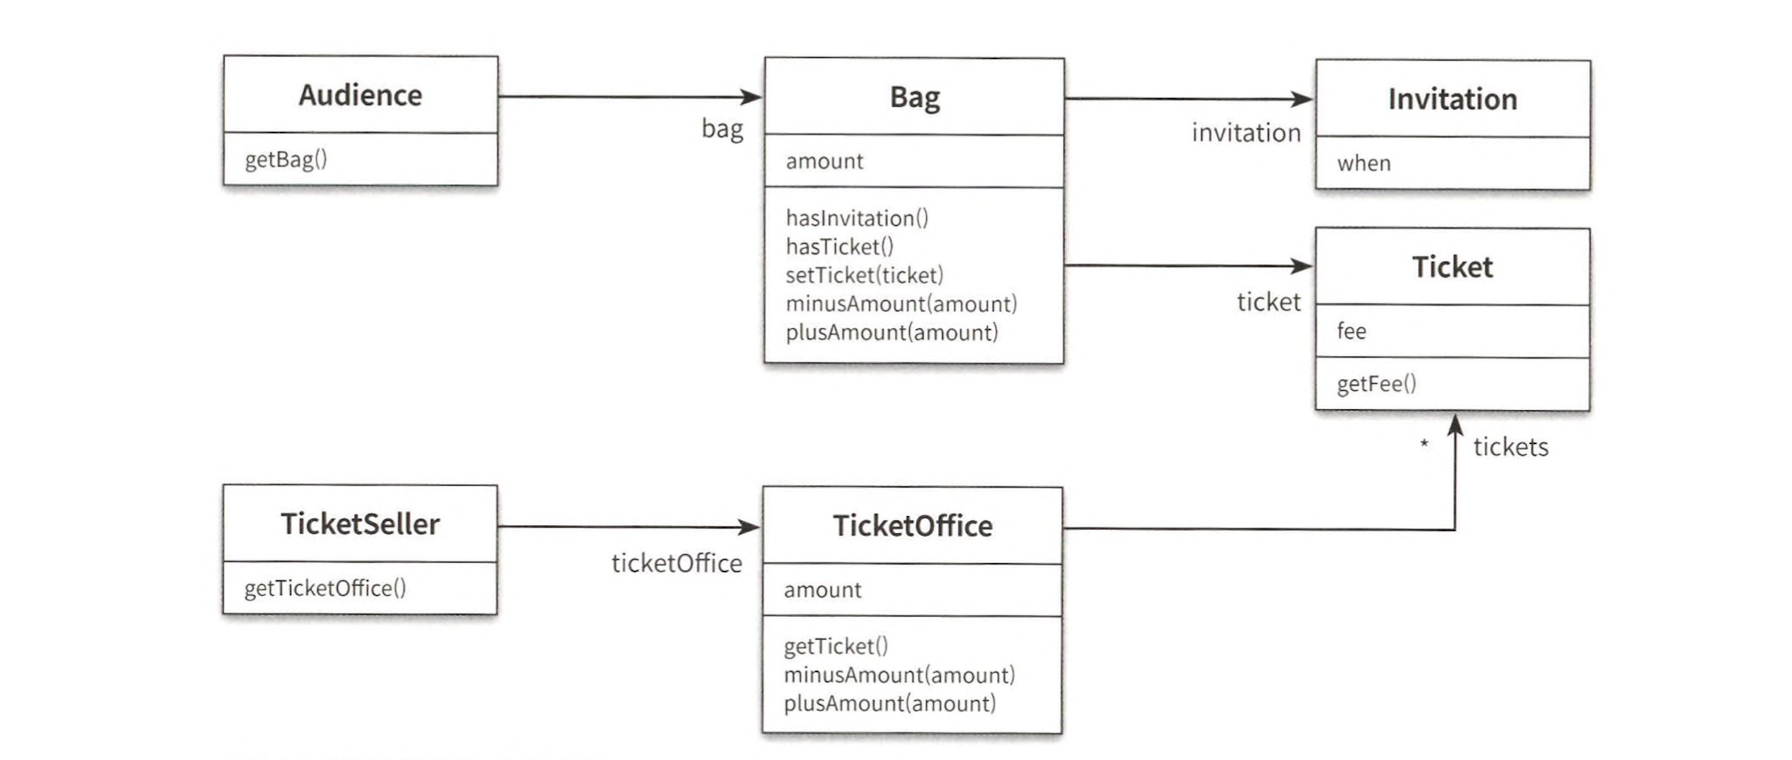 Audience
getBag()
bag
Bag
amount
hasInvitation()
hasTicket()
setTicket(ticket)
minusAmount(amount)
plusAmount(amount)
invitation
Invitation
when
ticket
Ticket
fee
getFee()
* tickets
TicketSeller
getTicketOffice()
ticketOffice
TicketOffice
amount
getTicket()
minusAmount(amount)
plusAmount(amount)